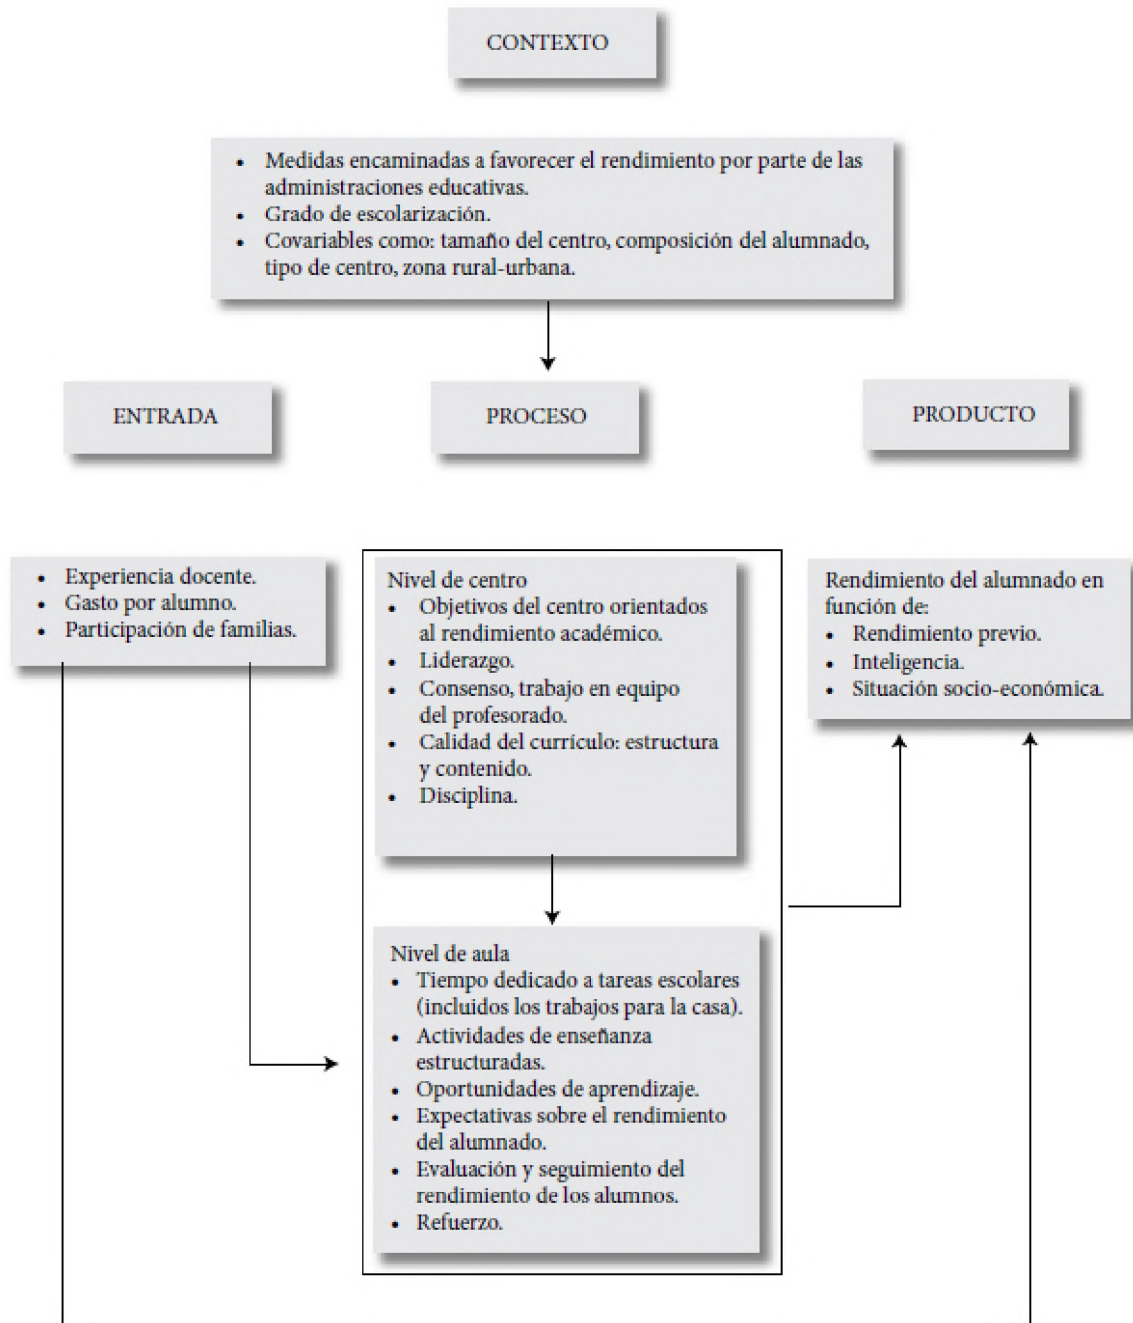 CONTEXTO
• Medidas encaminadas a favorecer el rendimiento por parte de las
administraciones educativas.
• Grado de escolarización.
• Covariables como: tamaño del centro, composición del alumnado,
tipo de centro, zona rural-urbana.
ENTRADA
PROCESO
PRODUCTO
• Experiencia docente.
• Gasto por alumno.
• Participación de familias.
Nivel de centro
• Objetivos del centro orientados
al rendimiento académico.
• Liderazgo.
• Consenso, trabajo en equipo
del profesorado.
• Calidad del currículo: estructura
y contenido.
• Disciplina.
Nivel de aula
• Tiempo dedicado a tareas escolares
(incluidos los trabajos para la casa).
• Actividades de enseñanza
estructuradas.
• Oportunidades de aprendizaje.
• Expectativas sobre el rendimiento
del alumnado.
• Evaluación y seguimiento del
rendimiento de los alumnos.
• Refuerzo.
Rendimiento del alumnado en
función de:
• Rendimiento previo.
• Inteligencia.
• Situación socio-económica.